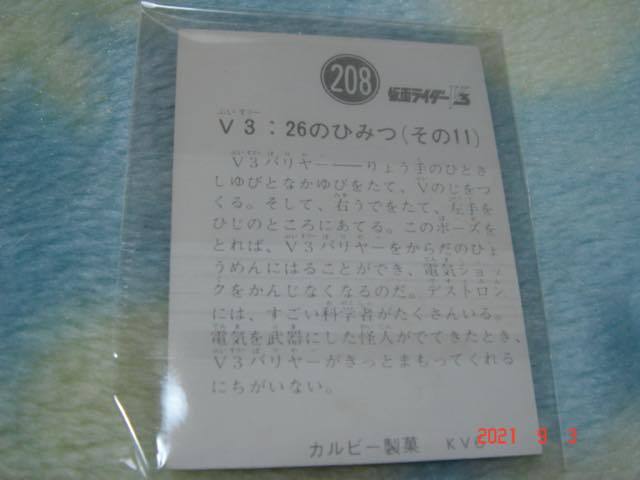 208
仮面ライダーV3
V3：26のひみつ(その11)
V3バリヤー──りょう手のひとさ
しゆびとなかゆびをたて、Vのじをつ
くる。そして、右うでをたて、左手を
ひじのところにあてる。このポーズを
とれば、V3バリヤーをからだのひょ
うめんにはることができ、電気ショッ
クをかんじなくなるのだ。デストロン
には、すごい科学者がたくさんいる。
電気を武器にした怪人がでてきたとき、
V3バリヤーがきっとまもってくれる
にちがいない。
カルビー製菓 KV
2021 9 3